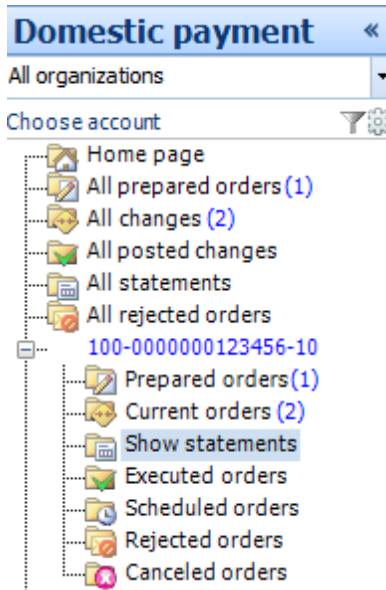 Domestic payment «
All organizations
Choose account
Home page
All prepared orders (1)
All changes (2)
All posted changes
All statements
All rejected orders
100-0000000123456-10
Prepared orders (1)
Current orders (2)
Show statements
Executed orders
Scheduled orders
Rejected orders
Canceled orders